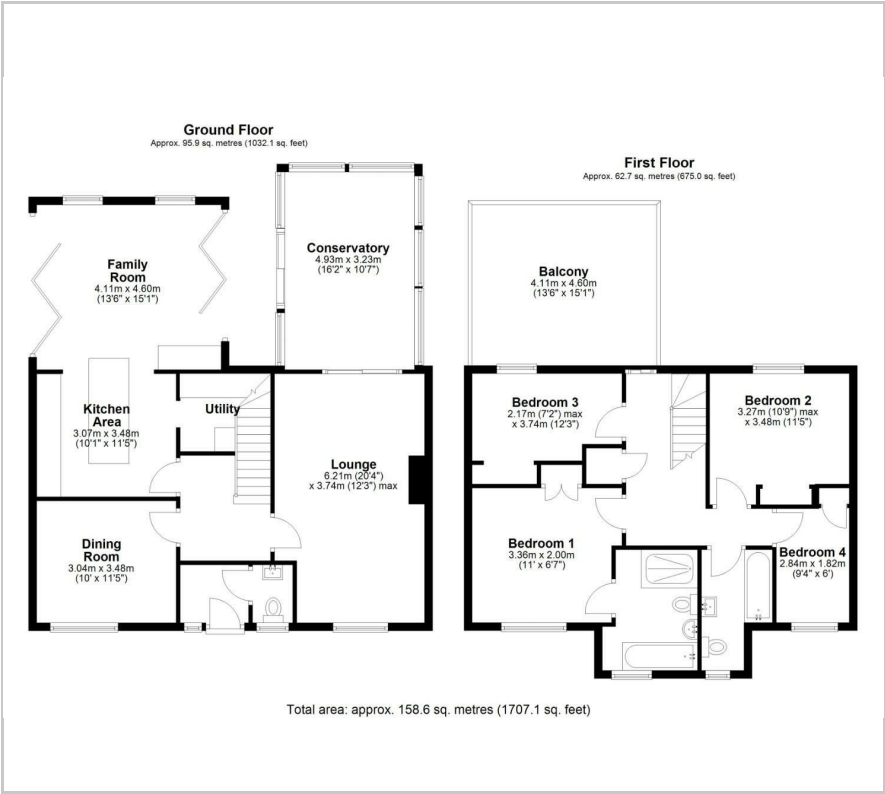 Ground Floor
Approx. 95.9 sq. metres (1032.1 sq. feet)
First Floor
Approx. 62.7 sq. metres (675.0 sq. feet)
Family
Room
4.11m x 4.60m
(13'6" x 15'1")
Conservatory
4.93m x 3.23m
(16'2" x 10'7")
Balcony
4.11m x 4.60m
(13'6" x 15'1")
Kitchen
Area
3.07m x 3.48m
(10'1" x 11'5")
Utility
Lounge
6.21m (20'4")
x 3.74m (12'3") max
Dining
Room
3.04m x 3.48m
(10' x 11'5")
Bedroom 3
2.17m (7'2") max
x 3.74m (12'3")
Bedroom 2
3.27m (10'9") max
x 3.48m (11'5")
Bedroom 1
3.36m x 2.00m
(11' x 6'7")
Bedroom 4
2.84m x 1.82m
(9'4" x 6')
Total area: approx. 158.6 sq. metres (1707.1 sq. feet)